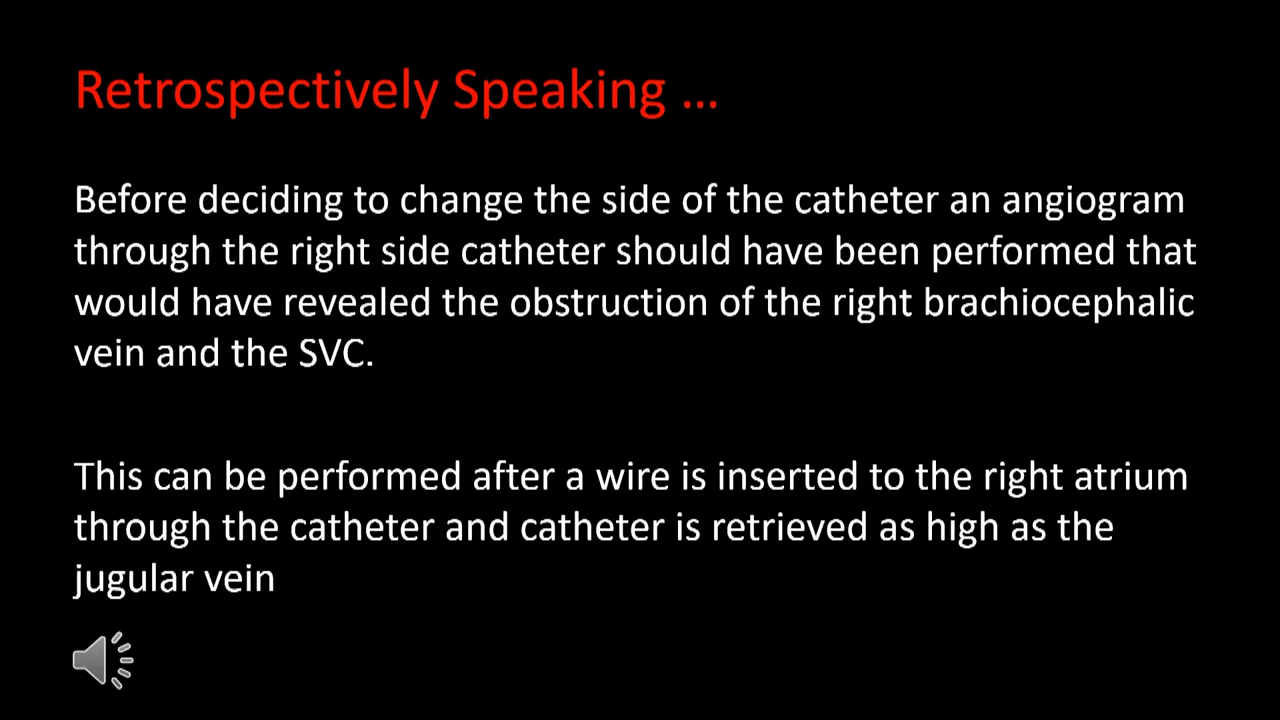 Retrospectively Speaking ...
Before deciding to change the side of the catheter an angiogram
through the right side catheter should have been performed that
would have revealed the obstruction of the right brachiocephalic
vein and the SVC.
This can be performed after a wire is inserted to the right atrium
through the catheter and catheter is retrieved as high as the
jugular vein